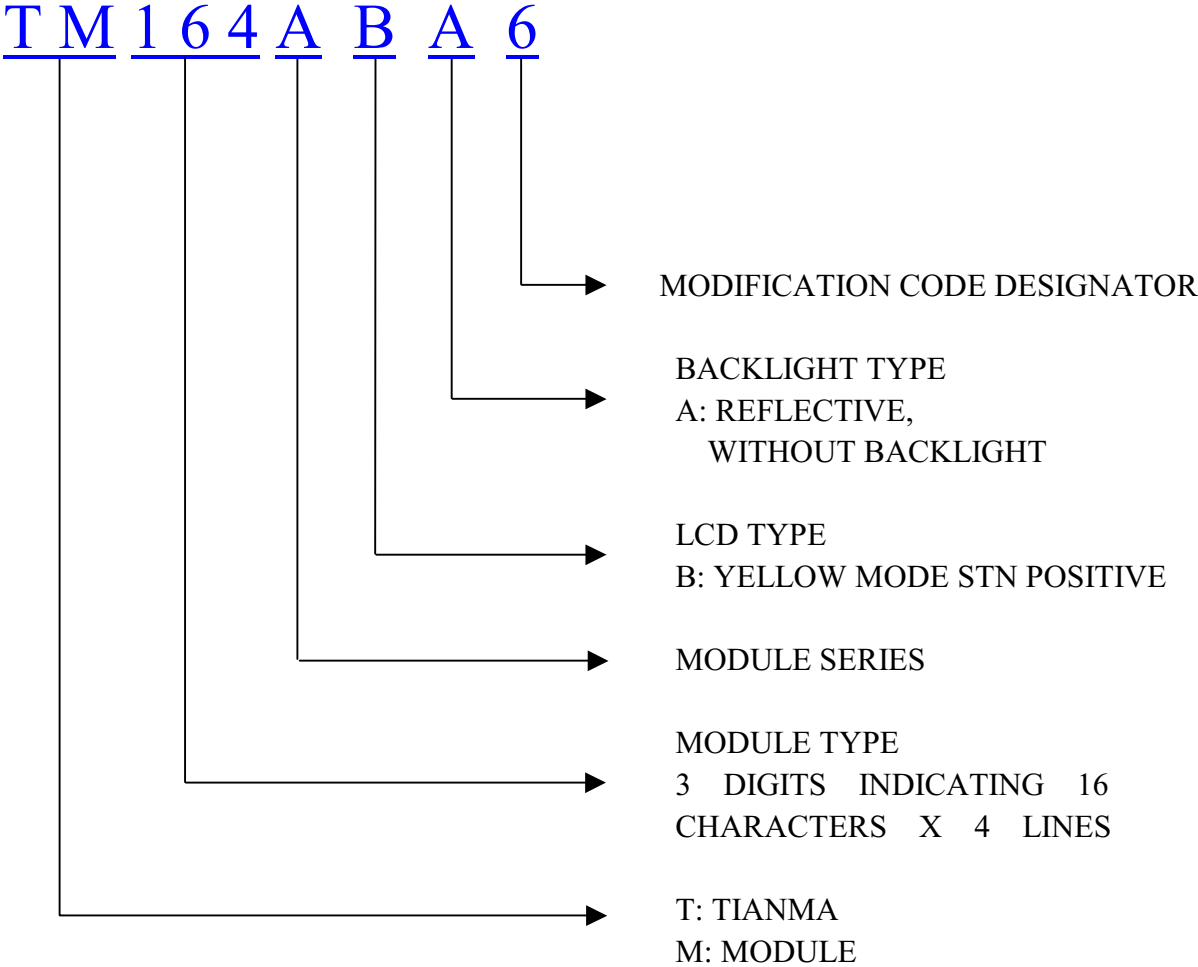 T M 1 6 4 A B A 6
MODIFICATION CODE DESIGNATOR
BACKLIGHT TYPE
A: REFLECTIVE,
WITHOUT BACKLIGHT
LCD TYPE
B: YELLOW MODE STN POSITIVE
MODULE SERIES
MODULE TYPE
3 DIGITS INDICATING 16
CHARACTERS X 4 LINES
T: TIANMA
M: MODULE